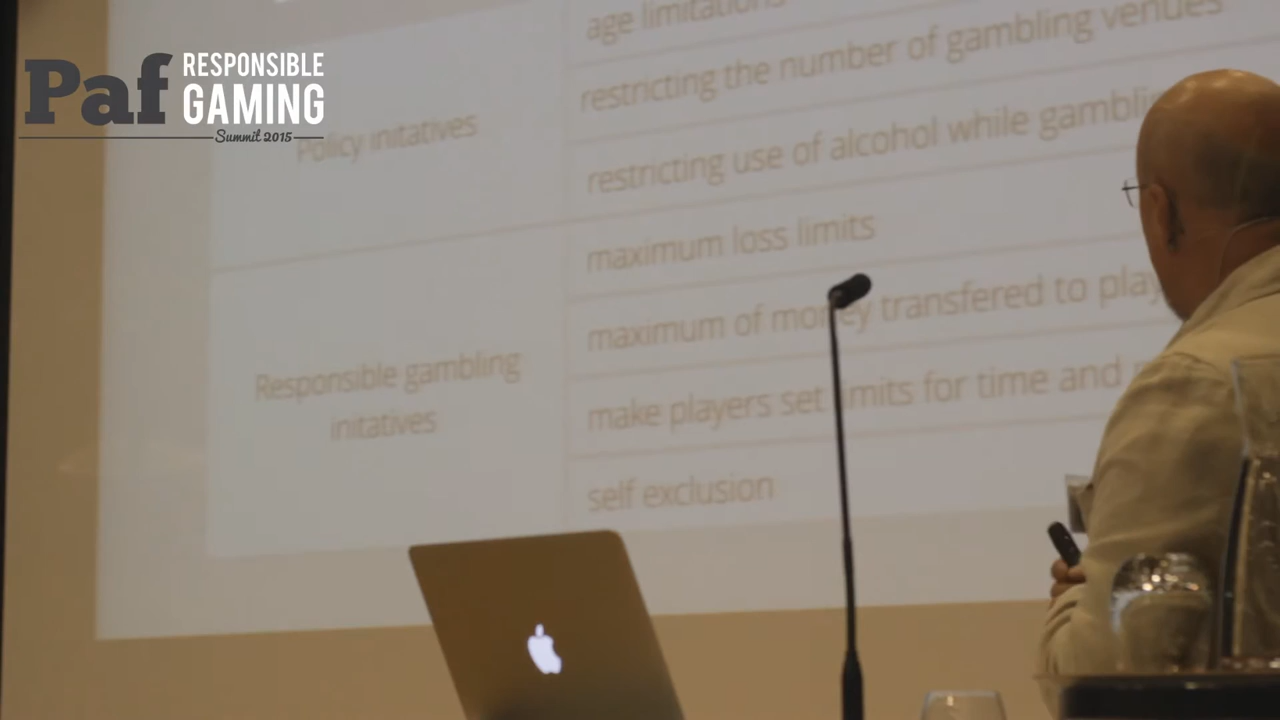 Paf
RESPONSIBLE
GAMING
Summit 2015
Policy initatives
age limitations
restricting the number of gambling venues
restricting use of alcohol while
Responsible gambling
initatives
maximum loss limits
maximum of money transfered to
make players set limits for time and
self exclusion